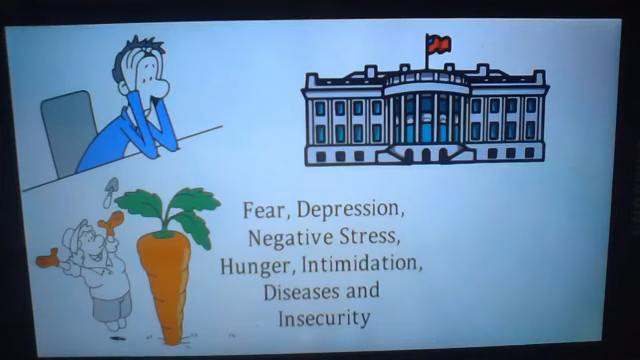 Fear, Depression,
Negative Stress,
Hunger, Intimidation,
Diseases and
Insecurity